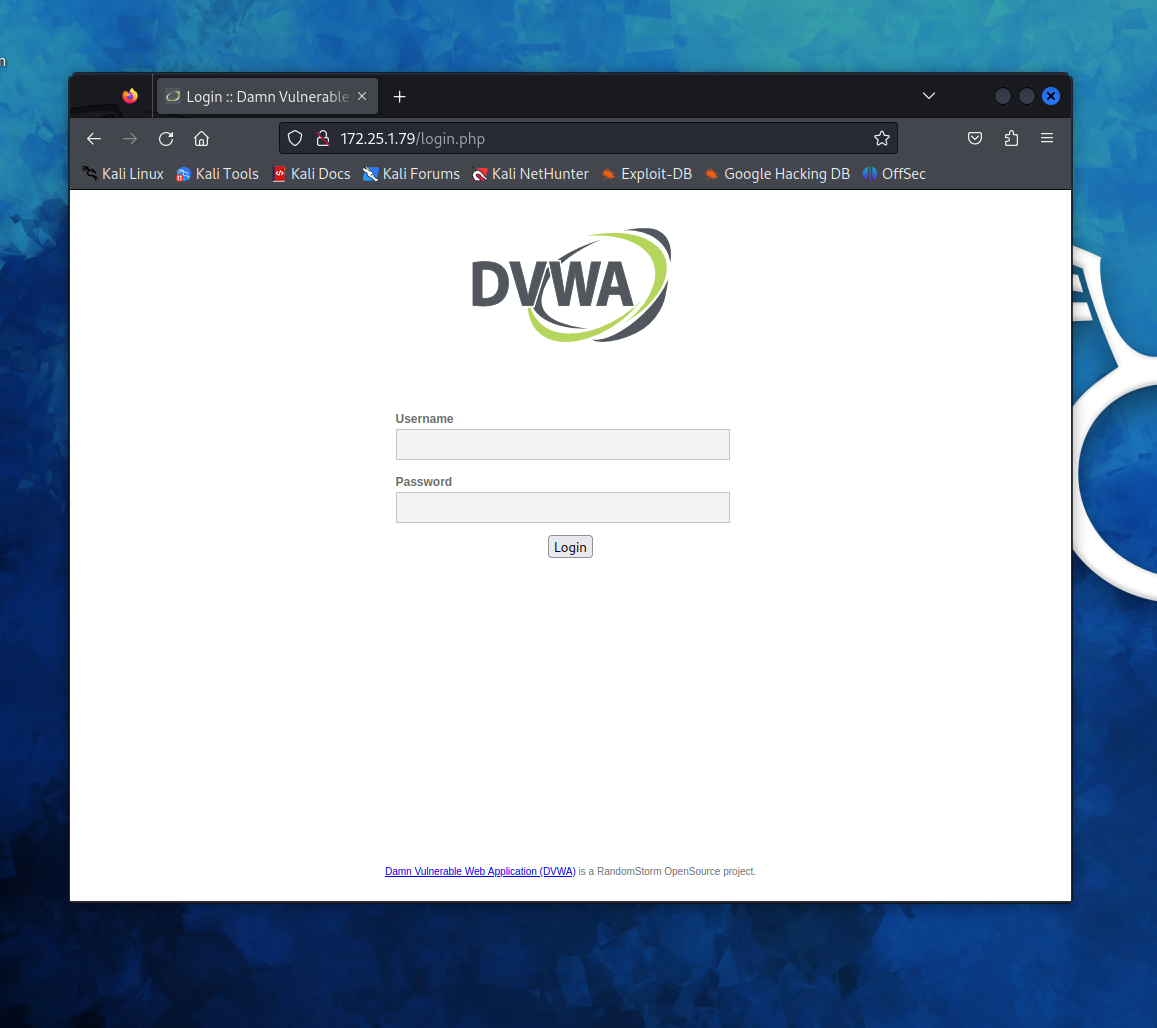 n
Login :: Damn Vulnerable
172.25.1.79/login.php
Kali Linux Kali Tools Kali Docs Kali Forums Kali NetHunter Exploit-DB Google Hacking DB OffSec
DVWA
Username
Password
Login
Damn Vulnerable Web Application (DVWA) is a RandomStorm OpenSource project.